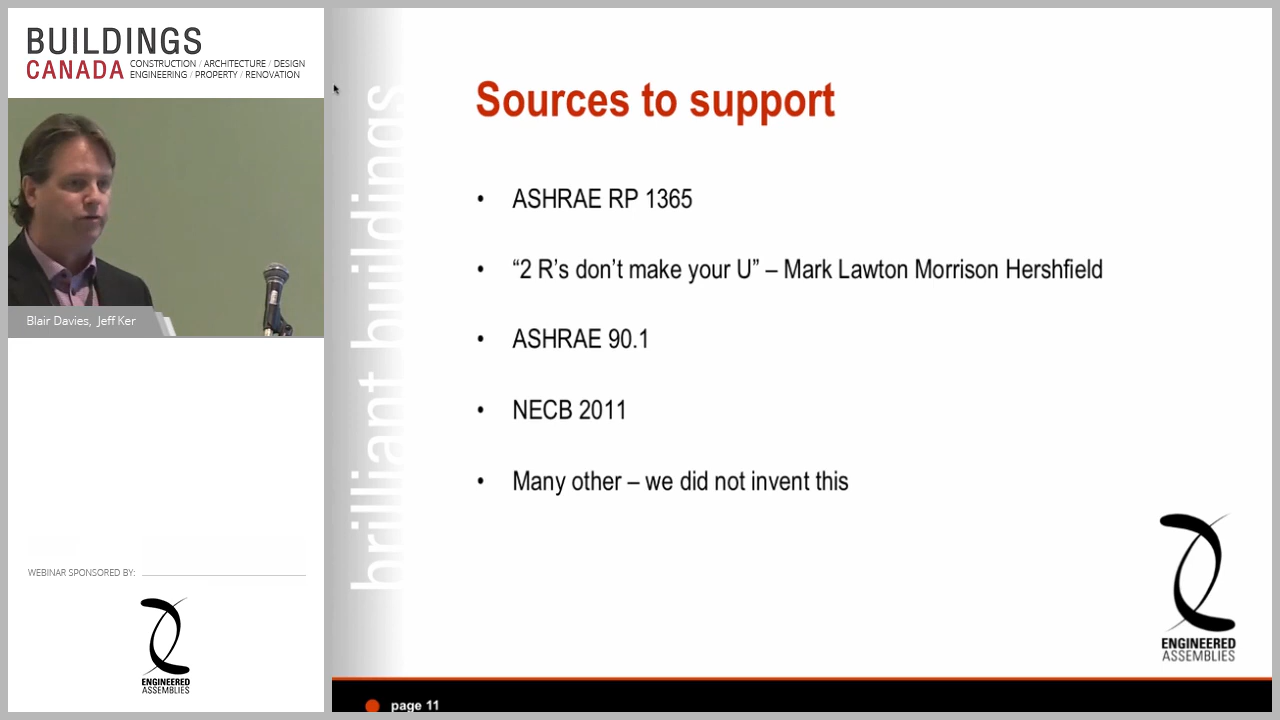 BUILDINGS
CANADA
CONSTRUCTION / ARCHITECTURE / DESIGN
ENGINEERING / PROPERTY / RENOVATION
Blair Davies, Jeff Ker
WEBINAR SPONSORED BY:
ENGINEERED
ASSEMBLIES
brilliant buildings
Sources to support
• ASHRAE RP 1365
• “2 R’s don’t make your U” – Mark Lawton Morrison Hershfield
• ASHRAE 90.1
• NECB 2011
• Many other – we did not invent this
ENGINEERED
ASSEMBLIES
page 11